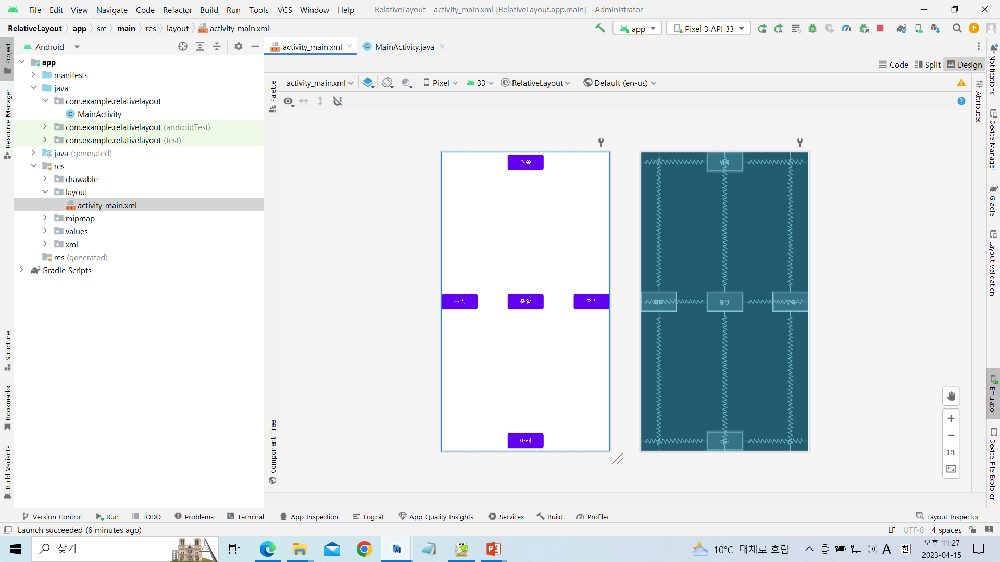 File Edit View Navigate Code Refactor Build Run Tools VCS Window Help RelativeLayout - activity_main.xml [RelativeLayout.app.main] - Administrator
RelativeLayout app src main res layout activity_main.xml app Pixel 3 API 33
Android
activity_main.xml MainActivity.java
Code Split Design
activity_main.xml Pixel 33 RelativeLayout Default (en-us)
Project
Resource Manager
Structure
Bookmarks
Build Variants
app
manifests
java
com.example.relativelayout
MainActivity
com.example.relativelayout (androidTest)
com.example.relativelayout (test)
java (generated)
res
drawable
layout
activity_main.xml
mipmap
values
xml
res (generated)
Gradle Scripts
Palette
Component Tree
위쪽
좌측 중앙 우측
아래
위쪽
좌측 중앙 우측
아래
1:1
Attributes
Notifications
Device Manager
Gradle
Layout Validation
Emulator
Device File Explorer
Version Control Run TODO Problems Terminal App Inspection Logcat App Quality Insights Services Build Profiler Layout Inspector
Launch succeeded (6 minutes ago) LF UTF-8 4 spaces
찾기 10°C 대체로 흐림 A 한 오후 11:27
2023-04-15